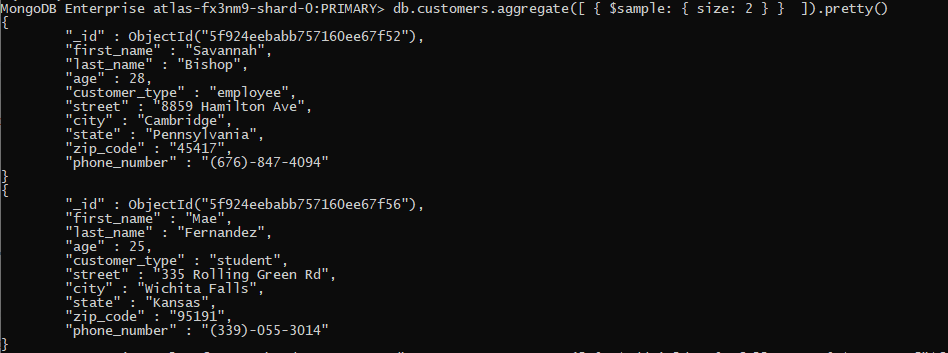 MongoDB Enterprise atlas-fx3nm9-shard-0:PRIMARY> db.customers.aggregate([ { $sample: { size: 2 } }  ]).pretty()
{
        "_id" : ObjectId("5f924eebabb757160ee67f52"),
        "first_name" : "Savannah",
        "last_name" : "Bishop",
        "age" : 28,
        "customer_type" : "employee",
        "street" : "8859 Hamilton Ave",
        "city" : "Cambridge",
        "state" : "Pennsylvania",
        "zip_code" : "45417",
        "phone_number" : "(676)-847-4094"
}
{
        "_id" : ObjectId("5f924eebabb757160ee67f56"),
        "first_name" : "Mae",
        "last_name" : "Fernandez",
        "age" : 25,
        "customer_type" : "student",
        "street" : "335 Rolling Green Rd",
        "city" : "Wichita Falls",
        "state" : "Kansas",
        "zip_code" : "95191",
        "phone_number" : "(339)-055-3014"
}